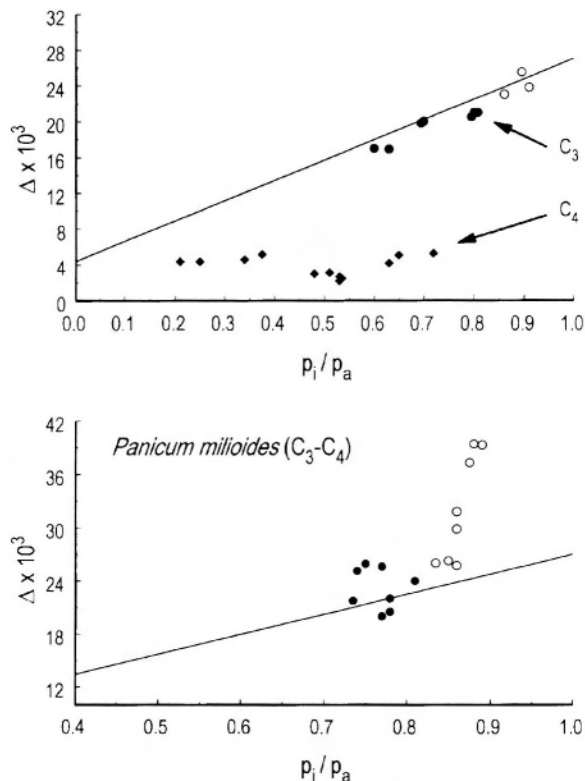 32
28
24
20
16
12
8
4
0
Δ x 10³
C₃
C₄
0.0 0.1 0.2 0.3 0.4 0.5 0.6 0.7 0.8 0.9 1.0
pᵢ / pₐ
42
36
30
24
18
12
Δ x 10³
Panicum milioides (C₃-C₄)
0.4 0.5 0.6 0.7 0.8 0.9 1.0
pᵢ / pₐ